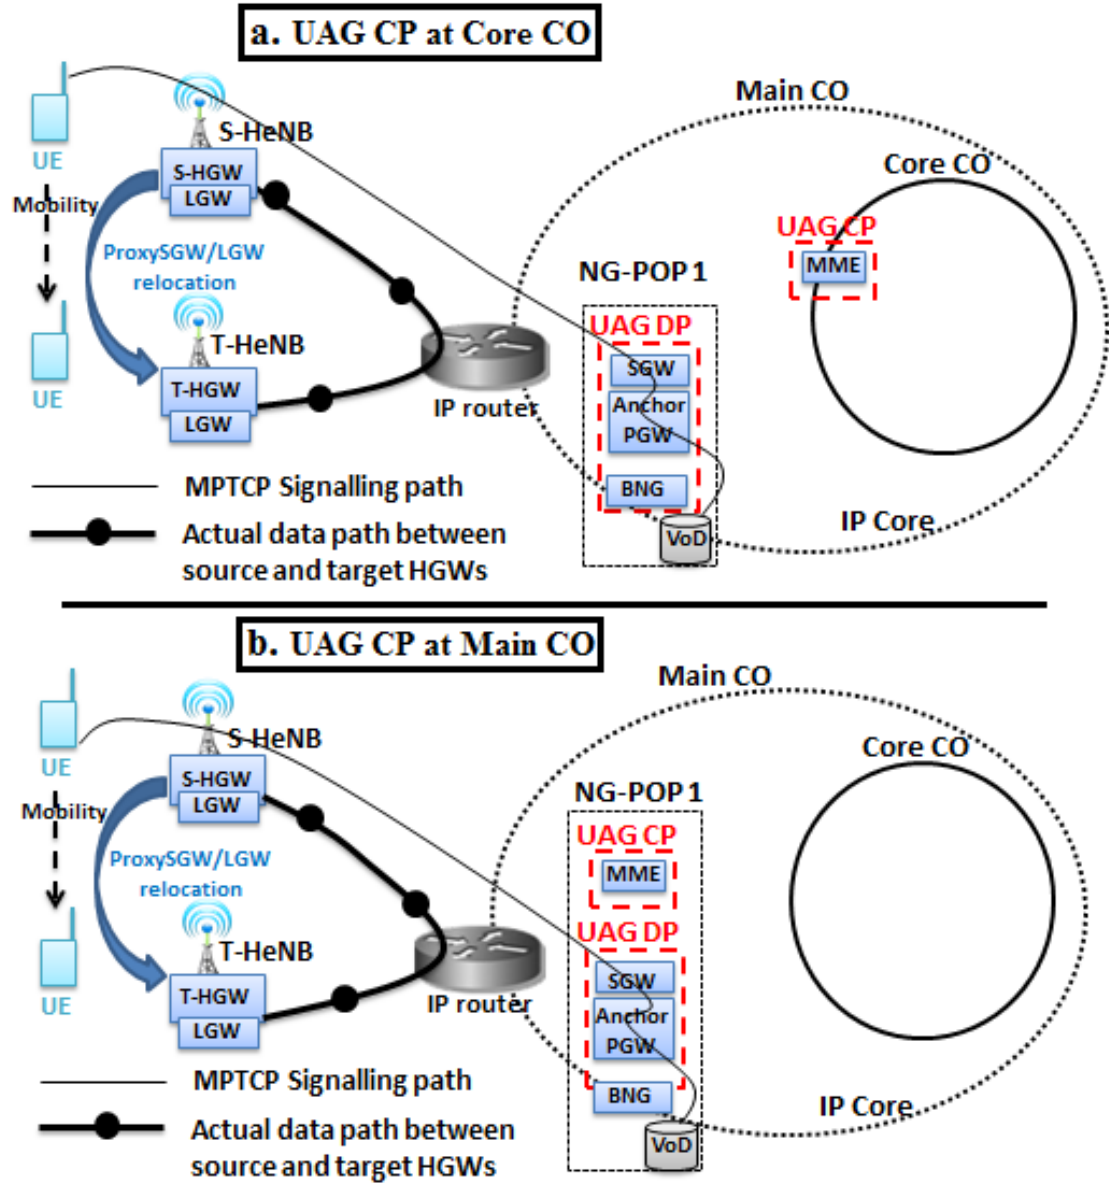 a. UAG CP at Core CO
Main CO
S-HeNB
UE
Core CO
S-HGW
LGW
Mobility
UAG CP
ProxySGW/LGW
relocation
MME
NG-POP 1
UAG DP
T-HeNB
SGW
UE
T-HGW
IP router
Anchor
PGW
LGW
MPTCP Signalling path
BNG
IP Core
Actual data path between
source and target HGWs
VoD
b. UAG CP at Main CO
Main CO
S-HeNB
Core CO
UE
S-HGW
LGW
NG-POP 1
Mobility
UAG CP
ProxySGW/LGW
relocation
MME
UAG DP
T-HeNB
SGW
UE
T-HGW
IP router
Anchor
PGW
LGW
MPTCP Signalling path
BNG
IP Core
Actual data path between
source and target HGWs
VoD